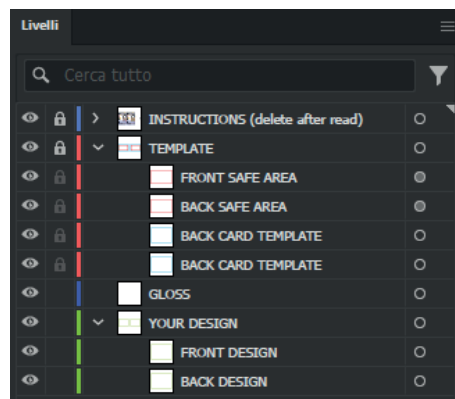 Livelli
Cerca tutto
INSTRUCTIONS (delete after read)
TEMPLATE
FRONT SAFE AREA
BACK SAFE AREA
BACK CARD TEMPLATE
BACK CARD TEMPLATE
GLOSS
YOUR DESIGN
FRONT DESIGN
BACK DESIGN